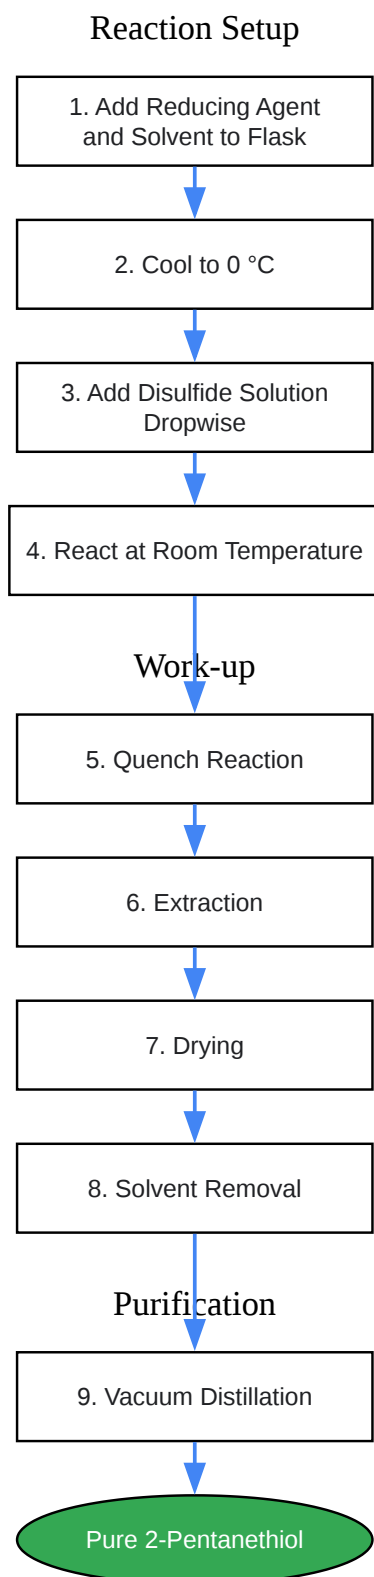 Reaction Setup
1. Add Reducing Agent
and Solvent to Flask
2. Cool to 0 °C
3. Add Disulfide Solution
Dropwise
4. React at Room Temperature
Work-up
5. Quench Reaction
6. Extraction
7. Drying
8. Solvent Removal
Purification
9. Vacuum Distillation
Pure 2-Pentanethiol